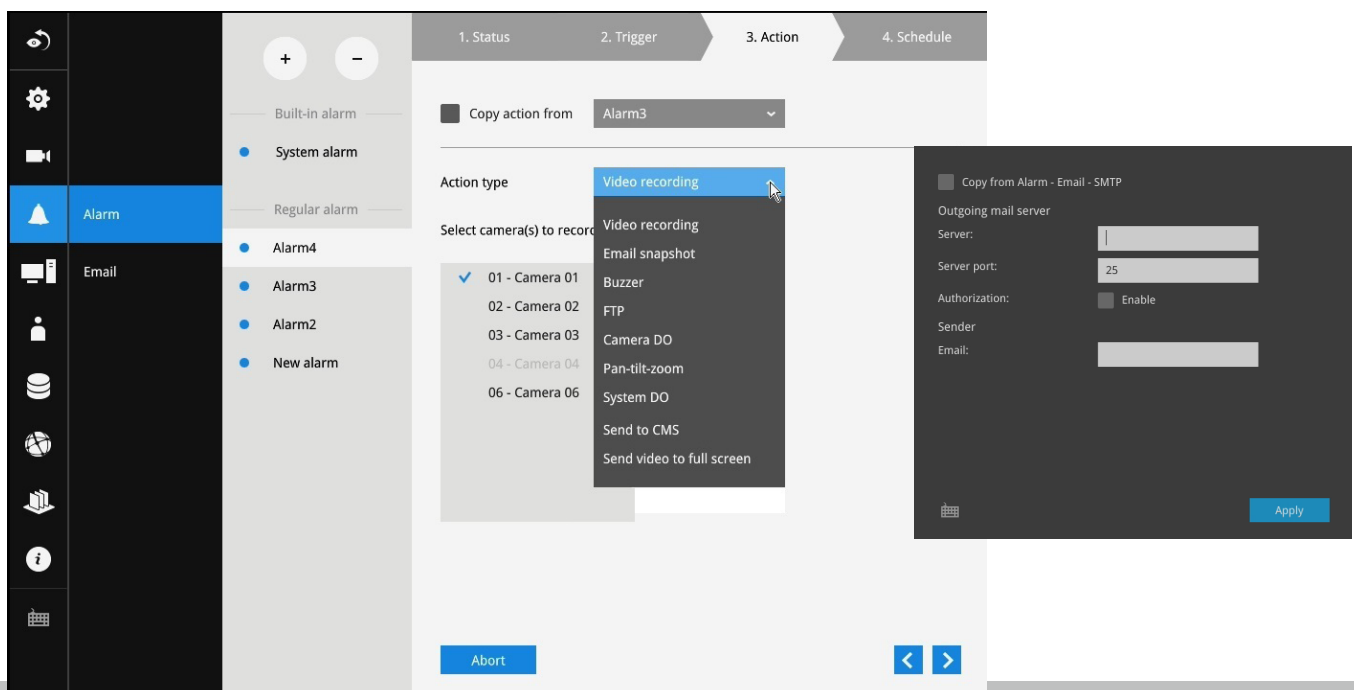 Alarm
Email
Built-in alarm
System alarm
Regular alarm
Alarm4
Alarm3
Alarm2
New alarm
1. Status
2. Trigger
3. Action
4. Schedule
Copy action from
Alarm3
Action type
Video recording
Select camera(s) to record
01 - Camera 01
02 - Camera 02
03 - Camera 03
04 - Camera 04
06 - Camera 06
Video recording
Email snapshot
Buzzer
FTP
Camera DO
Pan-tilt-zoom
System DO
Send to CMS
Send video to full screen
Abort
Copy from Alarm - Email - SMTP
Outgoing mail server
Server:
Server port:
25
Authorization:
Enable
Sender
Email:
Apply